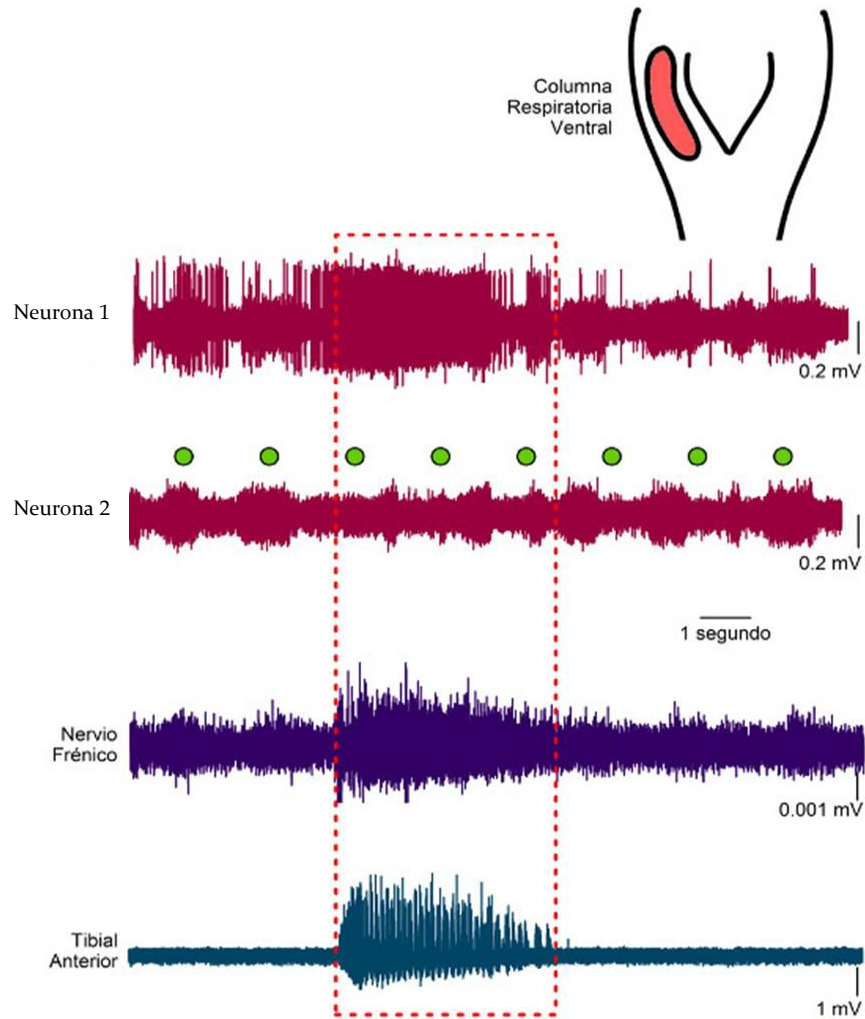 Columna
Respiratoria
Ventral
Neurona 1
0.2 mV
Neurona 2
0.2 mV
1 segundo
Nervio
Frénico
0.001 mV
Tibial
Anterior
1 mV